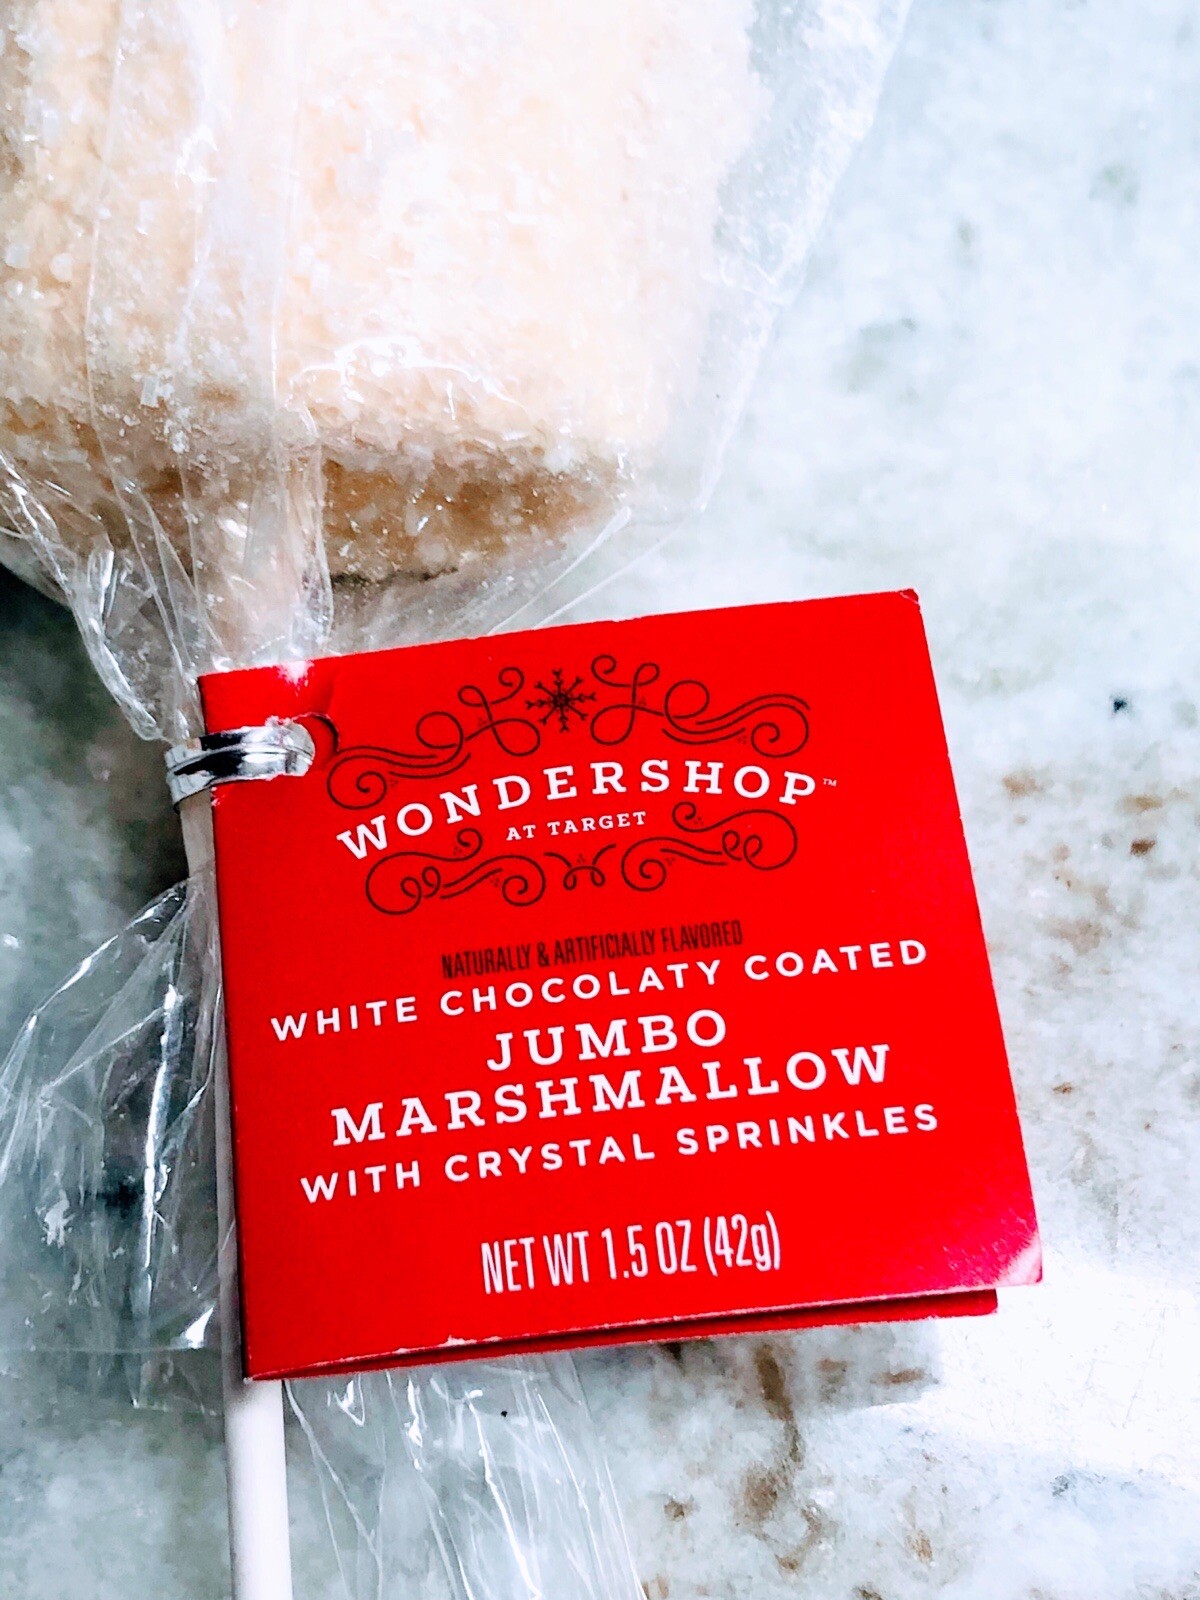 WONDERSHOP™
AT TARGET
NATURALLY & ARTIFICIALLY FLAVORED
WHITE CHOCOLATY COATED
JUMBO
MARSHMALLOW
WITH CRYSTAL SPRINKLES
NET WT 1.5 OZ (42g)